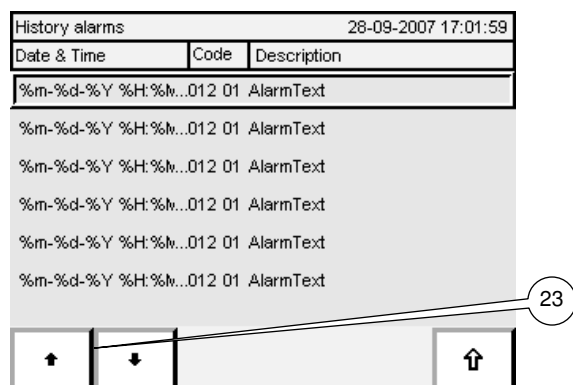 History alarms 28-09-2007 17:01:59
Date & Time Code Description
%m-%d-%Y %H:%M...012 01 AlarmText
%m-%d-%Y %H:%M...012 01 AlarmText
%m-%d-%Y %H:%M...012 01 AlarmText
%m-%d-%Y %H:%M...012 01 AlarmText
%m-%d-%Y %H:%M...012 01 AlarmText
%m-%d-%Y %H:%M...012 01 AlarmText
23